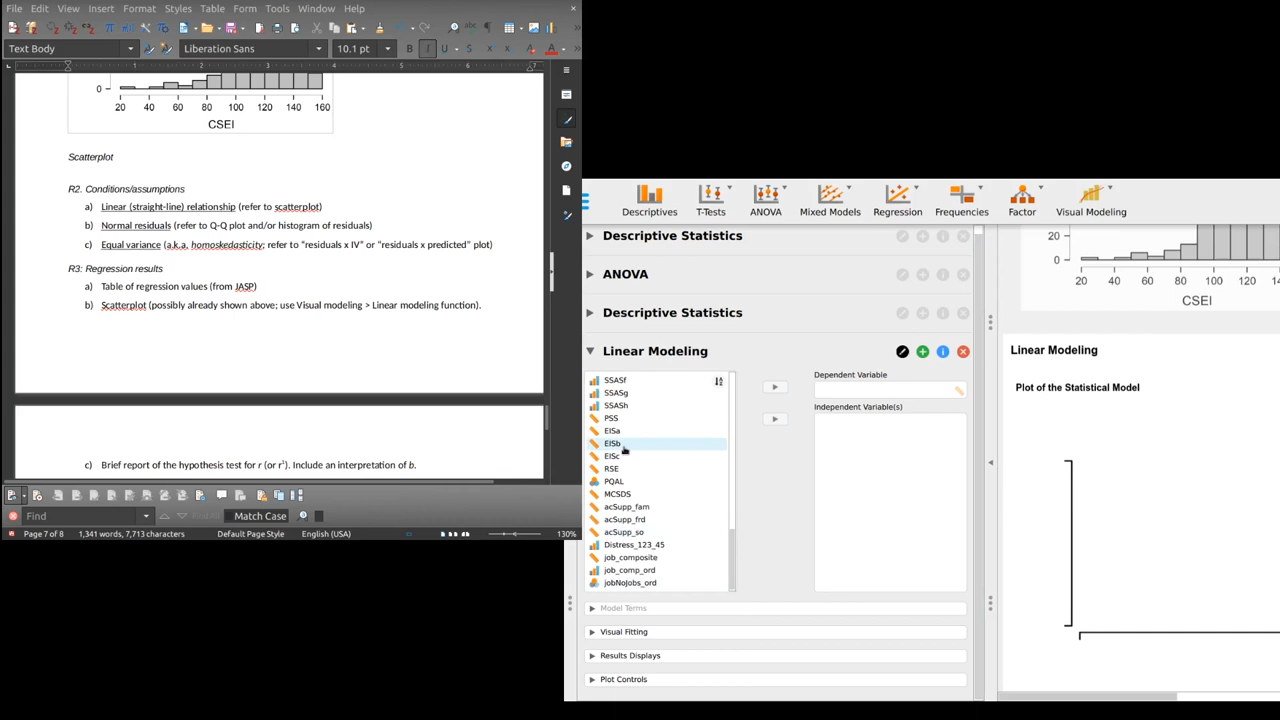 File Edit View Insert Format Styles Table Form Tools Window Help
Text Body Liberation Sans 10.1 pt B I U S A
1 1 2 3 4 5 6 7
0
20 40 60 80 100 120 140 160
CSEI
Scatterplot
R2. Conditions/assumptions
a) Linear (straight-line) relationship (refer to scatterplot)
b) Normal residuals (refer to Q-Q plot and/or histogram of residuals)
c) Equal variance (a.k.a. homoskedasticity; refer to “residuals x IV” or “residuals x predicted” plot)
R3: Regression results
a) Table of regression values (from JASP)
b) Scatterplot (possibly already shown above; use Visual modeling > Linear modeling function).
c) Brief report of the hypothesis test for r (or r²). Include an interpretation of b.
Find Match Case
Page 7 of 8 1,341 words, 7,713 characters Default Page Style English (USA) 130%
Descriptives T-Tests ANOVA Mixed Models Regression Frequencies Factor Visual Modeling
Descriptive Statistics
ANOVA
Descriptive Statistics
Linear Modeling
SSASf
SSASg
SSASh
PSS
EISa
EISb
EISc
RSE
PQAL
MCSDS
acSupp_fam
acSupp_frd
acSupp_so
Distress_123_45
job_composite
job_comp_ord
jobNoJobs_ord
Dependent Variable
Independent Variable(s)
Model Terms
Visual Fitting
Results Displays
Plot Controls
20
0
20 40 60 80 100 120
CSEI
Linear Modeling
Plot of the Statistical Model